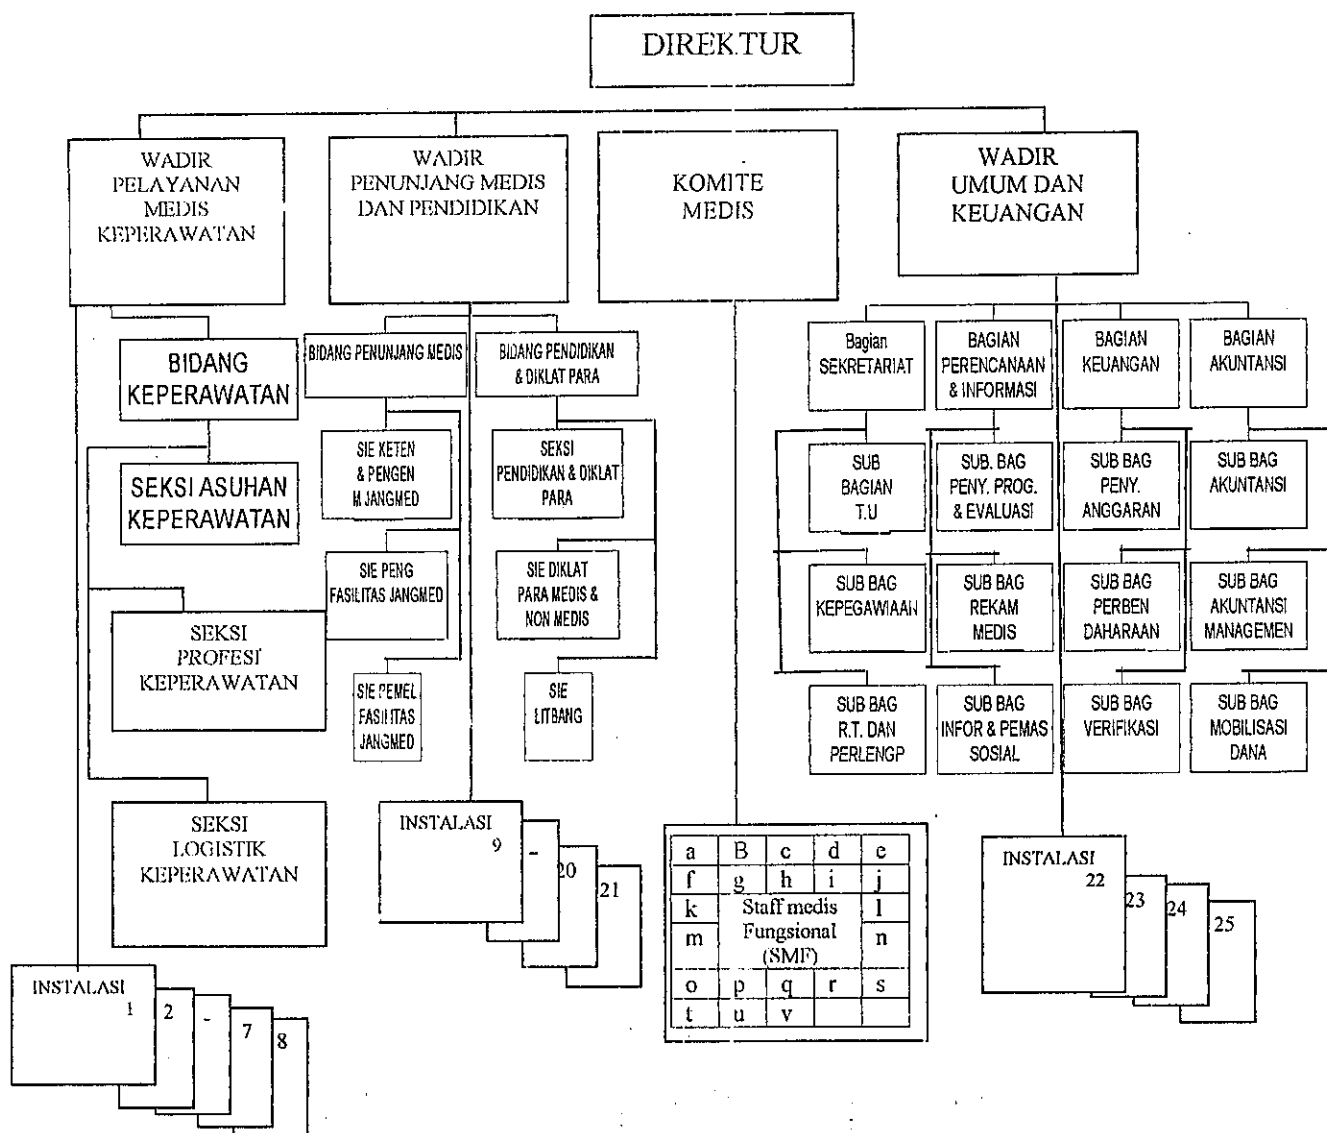 DIREKTUR
WADIR
PELAYANAN
MEDIS
KEPERAWATAN
WADIR
PENUNJANG MEDIS
DAN PENDIDIKAN
KOMITE
MEDIS
WADIR
UMUM DAN
KEUANGAN
BIDANG
KEPERAWATAN
SEKSI ASUHAN
KEPERAWATAN
SEKSI
PROFESI
KEPERAWATAN
SEKSI
LOGISTIK
KEPERAWATAN
INSTALASI
1
2
-
7
8
BIDANG PENUNJANG MEDIS
SIE KETEN
& PENGEN
M.JANGMED
SIE PENG
FASILITAS JANGMED
SIE PEMEL
FASILITAS
JANGMED
BIDANG PENDIDIKAN
& DIKLAT PARA
SEKSI
PENDIDIKAN & DIKLAT
PARA
SIE DIKLAT
PARA MEDIS &
NON MEDIS
SIE
LITBANG
INSTALASI
9
-
20
21
a B c d e
f g h i j
k Staff medis l
m Fungsional n
(SMF)
o p q r s
t u v
Bagian
SEKRETARIAT
BAGIAN
PERENCANAAN
& INFORMASI
BAGIAN
KEUANGAN
BAGIAN
AKUNTANSI
SUB
BAGIAN
T.U
SUB. BAG
PENY. PROG.
& EVALUASI
SUB BAG
PENY.
ANGGARAN
SUB BAG
AKUNTANSI
SUB BAG
KEPEGAWIAAN
SUB BAG
REKAM
MEDIS
SUB BAG
PERBEN
DAHARAAN
SUB BAG
AKUNTANSI
MANAGEMEN
SUB BAG
R.T. DAN
PERLENGP
SUB BAG
INFOR & PEMAS
SOSIAL
SUB BAG
VERIFIKASI
SUB BAG
MOBILISASI
DANA
INSTALASI
22
23
24
25